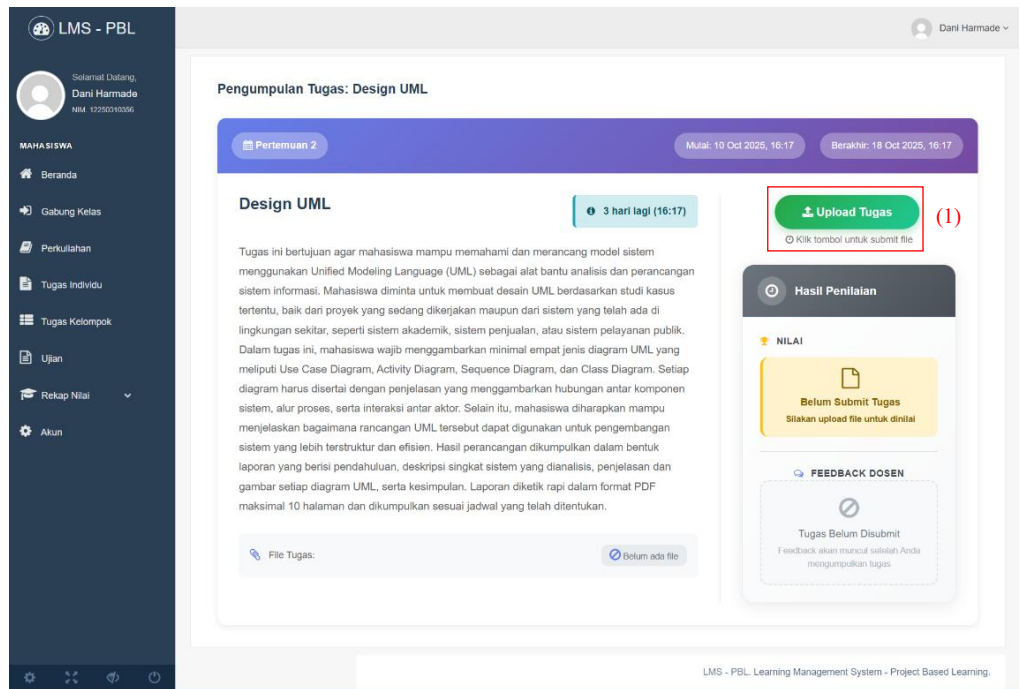 LMS - PBL
Dani Harmade
Selamat Datang,
Dani Harmade
NIM. 12250310356
MAHASISWA
Beranda
Gabung Kelas
Perkuliahan
Tugas Individu
Tugas Kelompok
Ujian
Rekap Nilai
Akun
Pengumpulan Tugas: Design UML
Pertemuan 2
Mulai: 10 Oct 2025, 16:17
Berakhir: 18 Oct 2025, 16:17
Design UML
3 hari lagi (16:17)
Tugas ini bertujuan agar mahasiswa mampu memahami dan merancang model sistem
menggunakan Unified Modeling Language (UML) sebagai alat bantu analisis dan perancangan
sistem informasi. Mahasiswa diminta untuk membuat desain UML berdasarkan studi kasus
tertentu, baik dari proyek yang sedang dikerjakan maupun dari sistem yang telah ada di
lingkungan sekitar, seperti sistem akademik, sistem penjualan, atau sistem pelayanan publik.
Dalam tugas ini, mahasiswa wajib menggambarkan minimal empat jenis diagram UML yang
meliputi Use Case Diagram, Activity Diagram, Sequence Diagram, dan Class Diagram. Setiap
diagram harus disertai dengan penjelasan yang menggambarkan hubungan antar komponen
sistem, alur proses, serta interaksi antar aktor. Selain itu, mahasiswa diharapkan mampu
menjelaskan bagaimana rancangan UML tersebut dapat digunakan untuk pengembangan
sistem yang lebih terstruktur dan efisien. Hasil perancangan dikumpulkan dalam bentuk
laporan yang berisi pendahuluan, deskripsi singkat sistem yang dianalisis, penjelasan dan
gambar setiap diagram UML, serta kesimpulan. Laporan diketik rapi dalam format PDF
maksimal 10 halaman dan dikumpulkan sesuai jadwal yang telah ditentukan.
File Tugas:
Belum ada file
Upload Tugas
(1)
Klik tombol untuk submit file
Hasil Penilaian
NILAI
Belum Submit Tugas
Silakan upload file untuk dinilai
FEEDBACK DOSEN
Tugas Belum Disubmit
Feedback akan muncul setelah Anda
mengumpulkan tugas
LMS - PBL. Learning Management System - Project Based Learning.